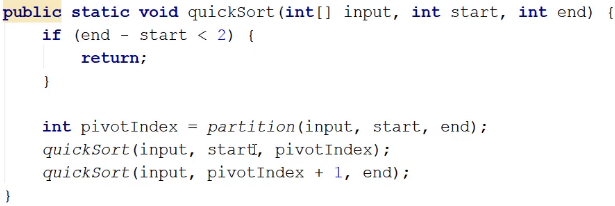 public static void quickSort(int[] input, int start, int end) {
if (end - start < 2) {
return;
}
int pivotIndex = partition(input, start, end);
quickSort(input, start, pivotIndex);
quickSort(input, pivotIndex + 1, end);
}